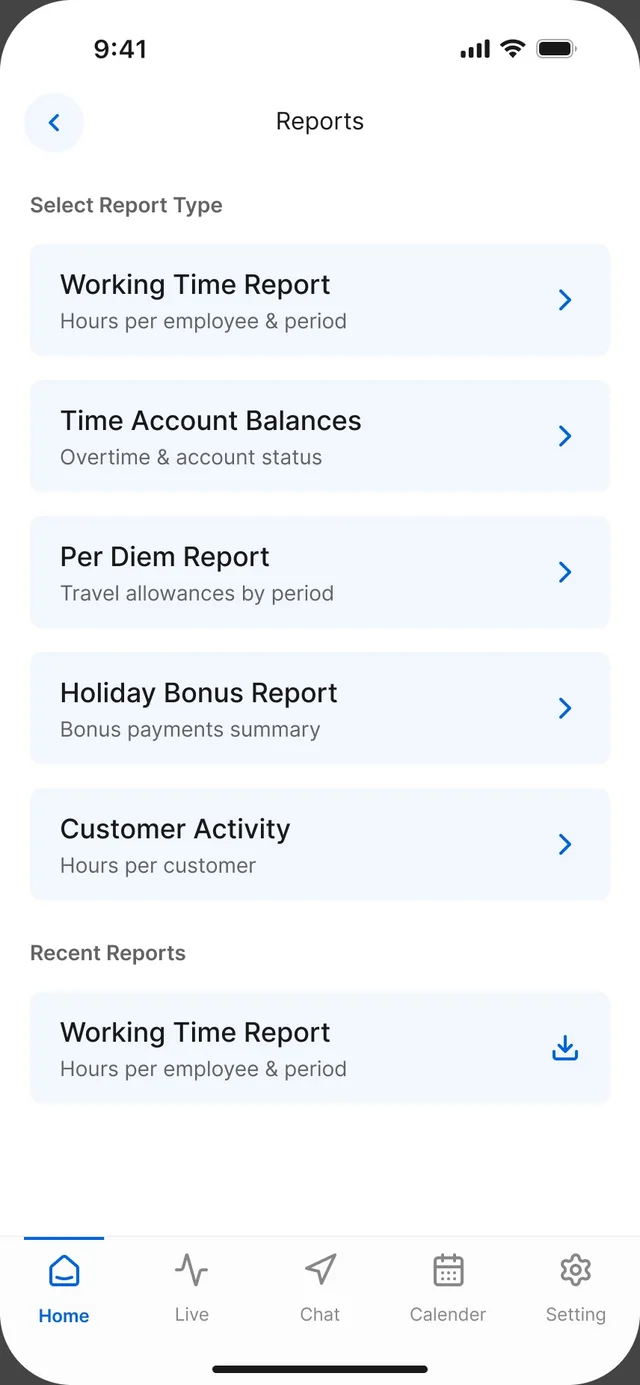 9:41
Reports
Select Report Type
Working Time Report
Hours per employee & period
Time Account Balances
Overtime & account status
Per Diem Report
Travel allowances by period
Holiday Bonus Report
Bonus payments summary
Customer Activity
Hours per customer
Recent Reports
Working Time Report
Hours per employee & period
Home
Live
Chat
Calender
Setting